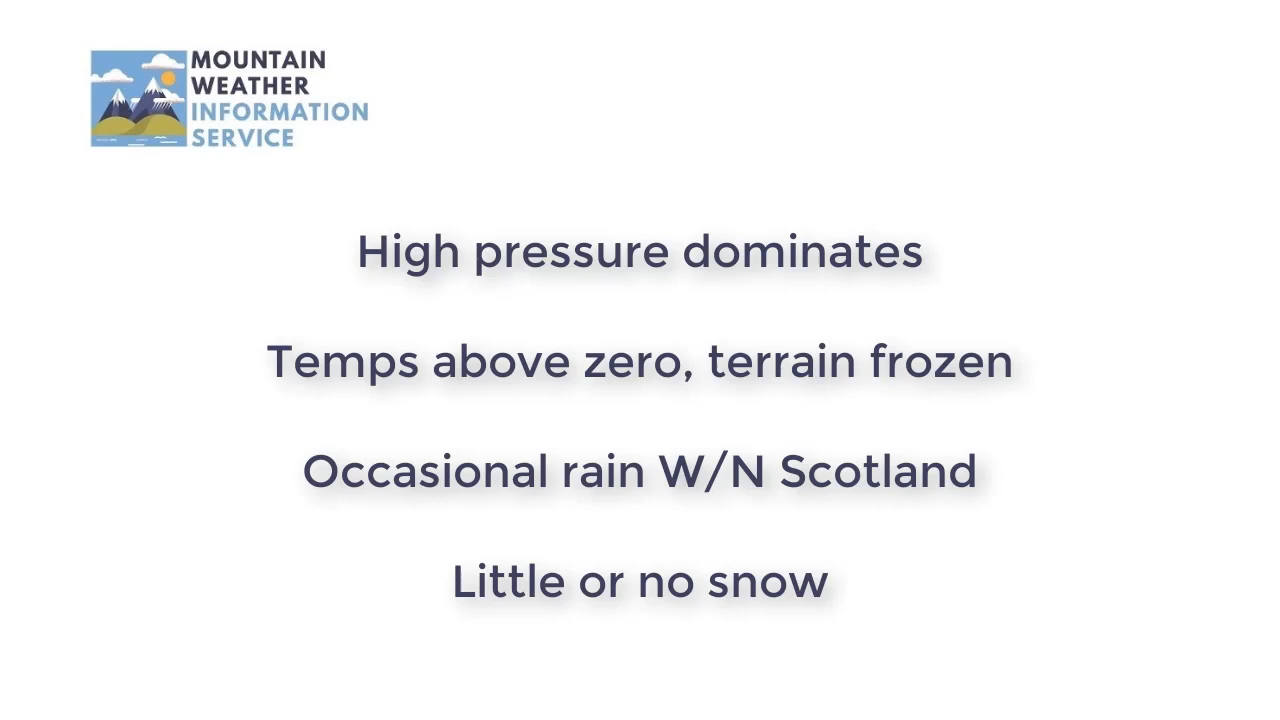 MOUNTAIN
WEATHER
INFORMATION
SERVICE
High pressure dominates
Temps above zero, terrain frozen
Occasional rain W/N Scotland
Little or no snow